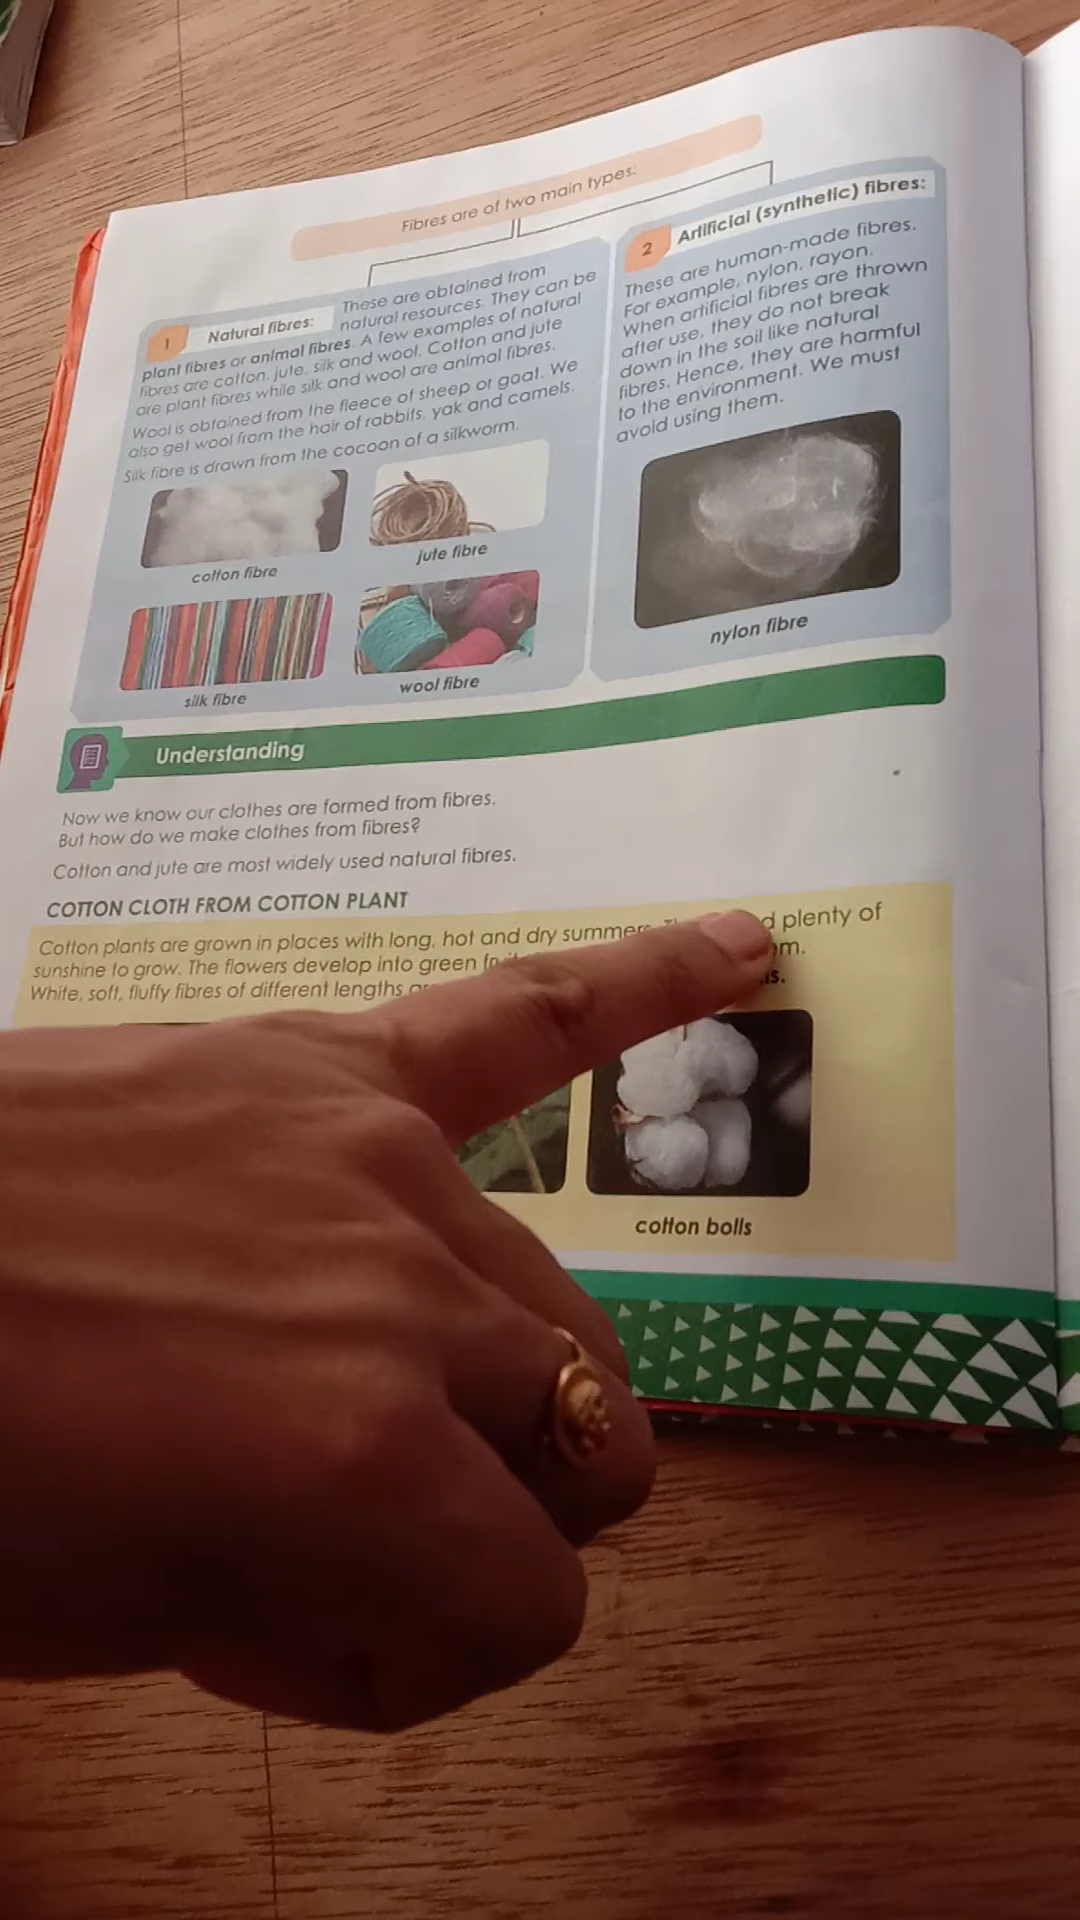 Fibres are of two main types:
1 Natural fibres: These are obtained from
natural resources. They can be
plant fibres or animal fibres. A few examples of natural
fibres are cotton, jute, silk and wool. Cotton and jute
are plant fibres while silk and wool are animal fibres.
Wool is obtained from the fleece of sheep or goat. We
also get wool from the hair of rabbits, yak and camels.
Silk fibre is drawn from the cocoon of a silkworm.
cotton fibre
jute fibre
silk fibre
wool fibre
2 Artificial (synthetic) fibres:
These are human-made fibres.
For example, nylon, rayon.
When artificial fibres are thrown
after use, they do not break
down in the soil like natural
fibres. Hence, they are harmful
to the environment. We must
avoid using them.
nylon fibre
Understanding
Now we know our clothes are formed from fibres.
But how do we make clothes from fibres?
Cotton and jute are most widely used natural fibres.
COTTON CLOTH FROM COTTON PLANT
Cotton plants are grown in places with long, hot and dry summers. plenty of
sunshine to grow. The flowers develop into green
White, soft, fluffy fibres of different lengths
cotton bolls